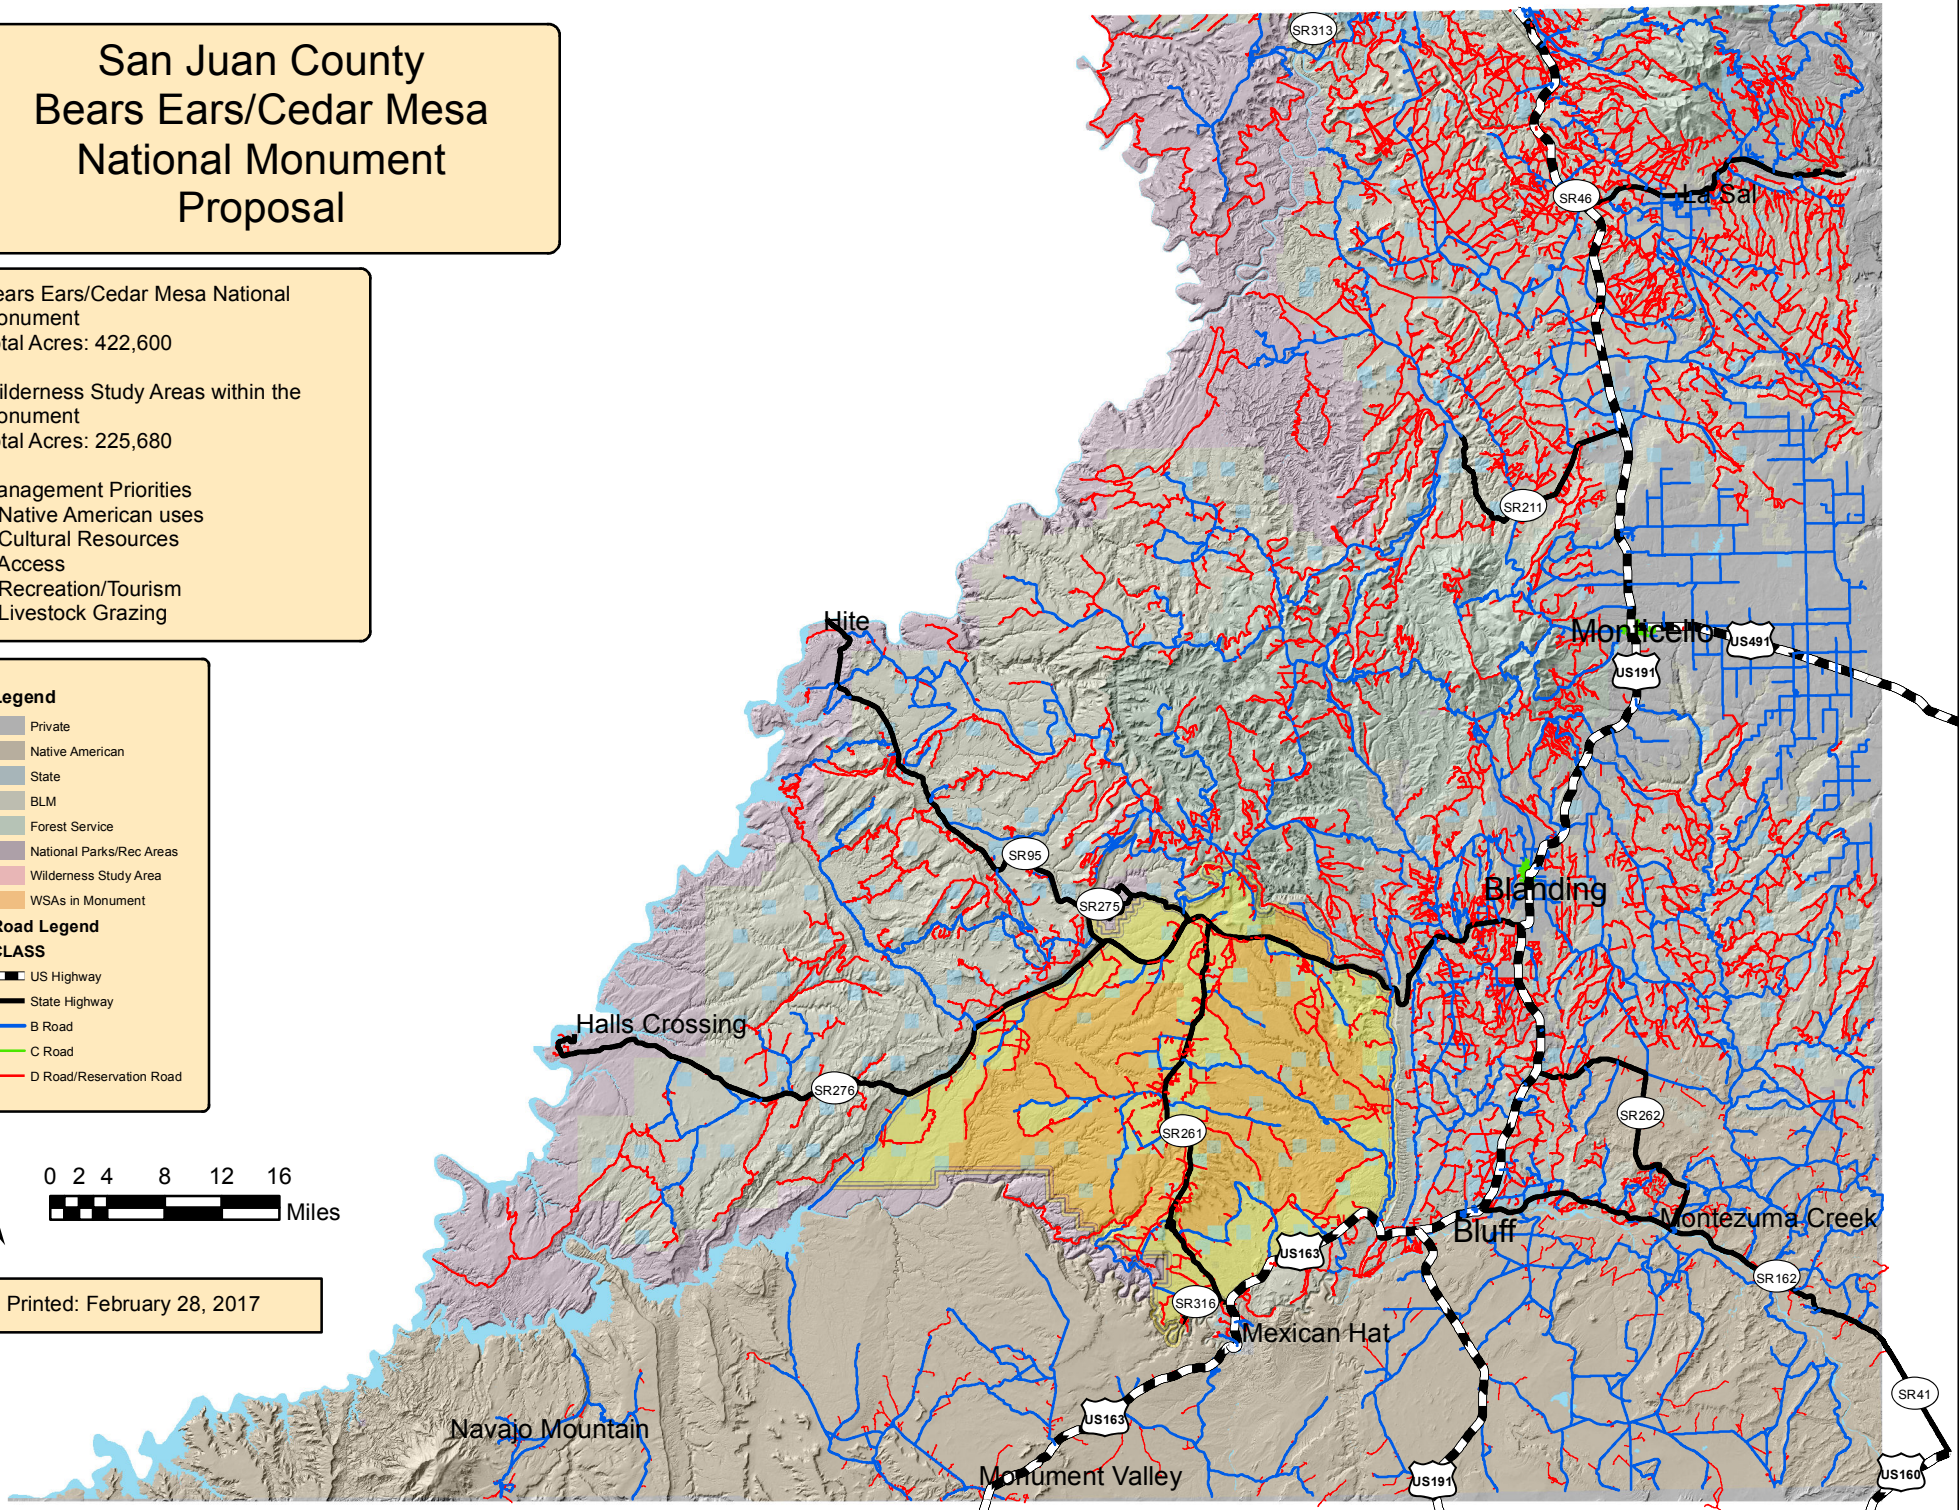 San Juan County
Bears Ears/Cedar Mesa
National Monument
Proposal
ears Ears/Cedar Mesa National
onument
tal Acres: 422,600
ilderness Study Areas within the
onument
tal Acres: 225,680
anagement Priorities
Native American uses
Cultural Resources
Access
Recreation/Tourism
Livestock Grazing
Legend
Private
Native American
State
BLM
Forest Service
National Parks/Rec Areas
Wilderness Study Area
WSAs in Monument
Road Legend
CLASS
US Highway
State Highway
B Road
C Road
D Road/Reservation Road
0 2 4 8 12 16
Miles
Printed: February 28, 2017
SR313
SR46
La Sal
SR211
Hite
Monticello
US491
US191
SR95
SR275
Blanding
Halls Crossing
SR276
SR261
SR262
Bluff
Montezuma Creek
US163
SR162
SR316
Mexican Hat
SR41
Navajo Mountain
US163
Monument Valley
US191
US160